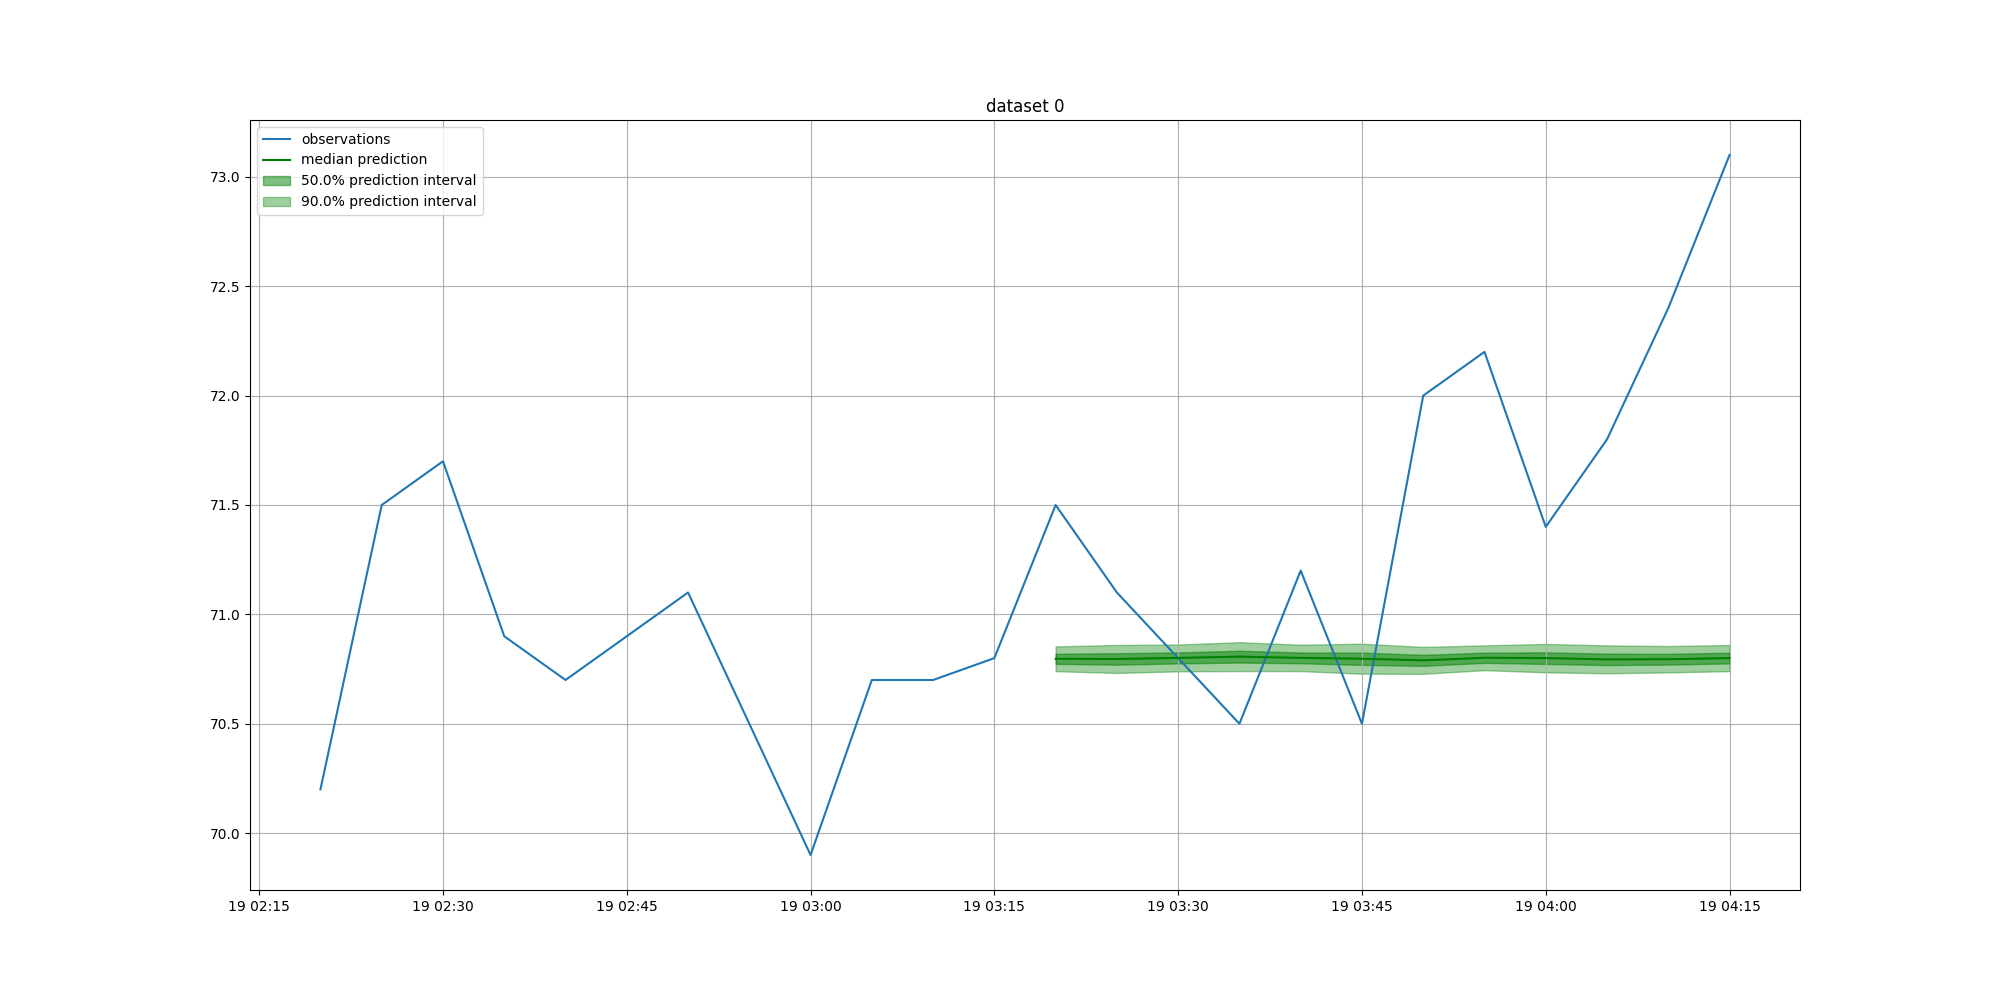 dataset 0
observations
median prediction
50.0% prediction interval
90.0% prediction interval
73.0
72.5
72.0
71.5
71.0
70.5
70.0
19 02:15 19 02:30 19 02:45 19 03:00 19 03:15 19 03:30 19 03:45 19 04:00 19 04:15